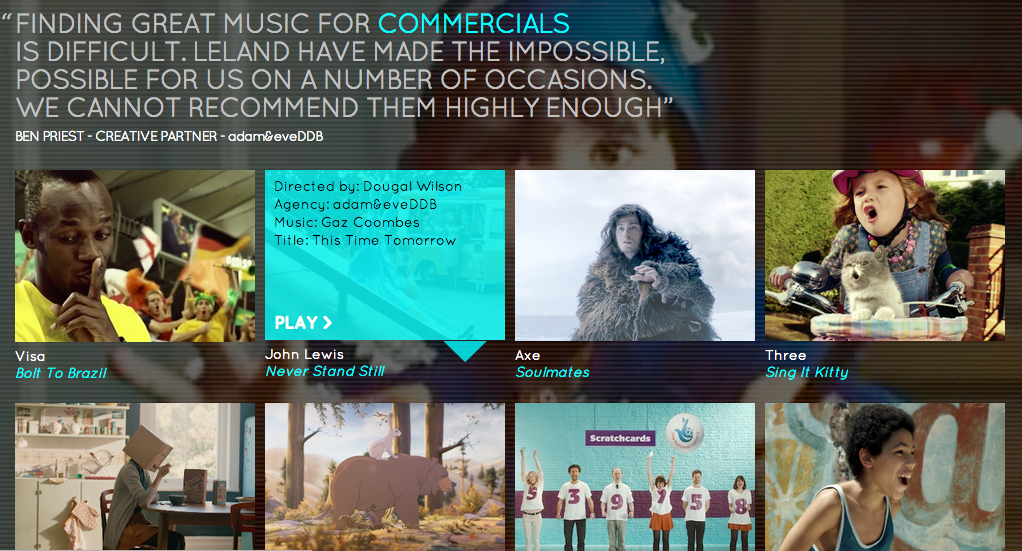 “FINDING GREAT MUSIC FOR COMMERCIALS
IS DIFFICULT. LELAND HAVE MADE THE IMPOSSIBLE,
POSSIBLE FOR US ON A NUMBER OF OCCASIONS.
WE CANNOT RECOMMEND THEM HIGHLY ENOUGH”
BEN PRIEST - CREATIVE PARTNER - adam&eveDDB
Directed by: Dougal Wilson
Agency: adam&eveDDB
Music: Gaz Coombes
Title: This Time Tomorrow
PLAY >
Visa
Bolt To Brazil
John Lewis
Never Stand Still
Axe
Soulmates
Three
Sing It Kitty
Scratchcards
5 3 9 7 5 8